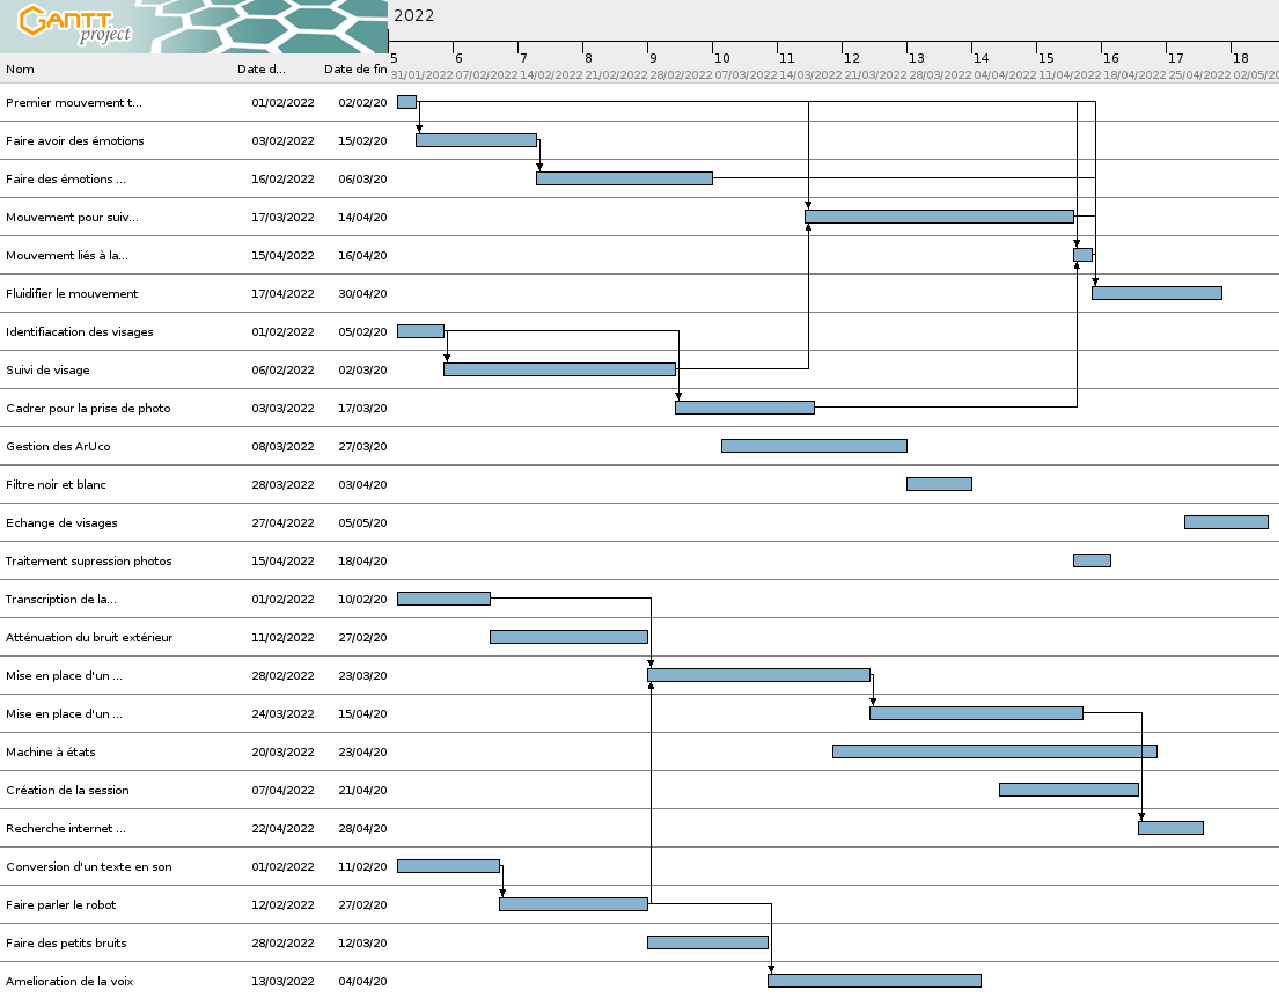 GANTT
project
2022
5 6 7 8 9 10 11 12 13 14 15 16 17 18
Nom Date d... Date de fin 31/01/2022 07/02/2022 14/02/2022 21/02/2022 28/02/2022 07/03/2022 14/03/2022 21/03/2022 28/03/2022 04/04/2022 11/04/2022 18/04/2022 25/04/2022 02/05/20
Premier mouvement t... 01/02/2022 02/02/20
Faire avoir des émotions 03/02/2022 15/02/20
Faire des émotions ... 16/02/2022 06/03/20
Mouvement pour suiv... 17/03/2022 14/04/20
Mouvement liés à la... 15/04/2022 16/04/20
Fluidifier le mouvement 17/04/2022 30/04/20
Identifiacation des visages 01/02/2022 05/02/20
Suivi de visage 06/02/2022 02/03/20
Cadrer pour la prise de photo 03/03/2022 17/03/20
Gestion des ArUco 08/03/2022 27/03/20
Filtre noir et blanc 28/03/2022 03/04/20
Echange de visages 27/04/2022 05/05/20
Traitement supression photos 15/04/2022 18/04/20
Transcription de la... 01/02/2022 10/02/20
Atténuation du bruit extérieur 11/02/2022 27/02/20
Mise en place d'un ... 28/02/2022 23/03/20
Mise en place d'un ... 24/03/2022 15/04/20
Machine à états 20/03/2022 23/04/20
Création de la session 07/04/2022 21/04/20
Recherche internet ... 22/04/2022 28/04/20
Conversion d'un texte en son 01/02/2022 11/02/20
Faire parler le robot 12/02/2022 27/02/20
Faire des petits bruits 28/02/2022 12/03/20
Amelioration de la voix 13/03/2022 04/04/20